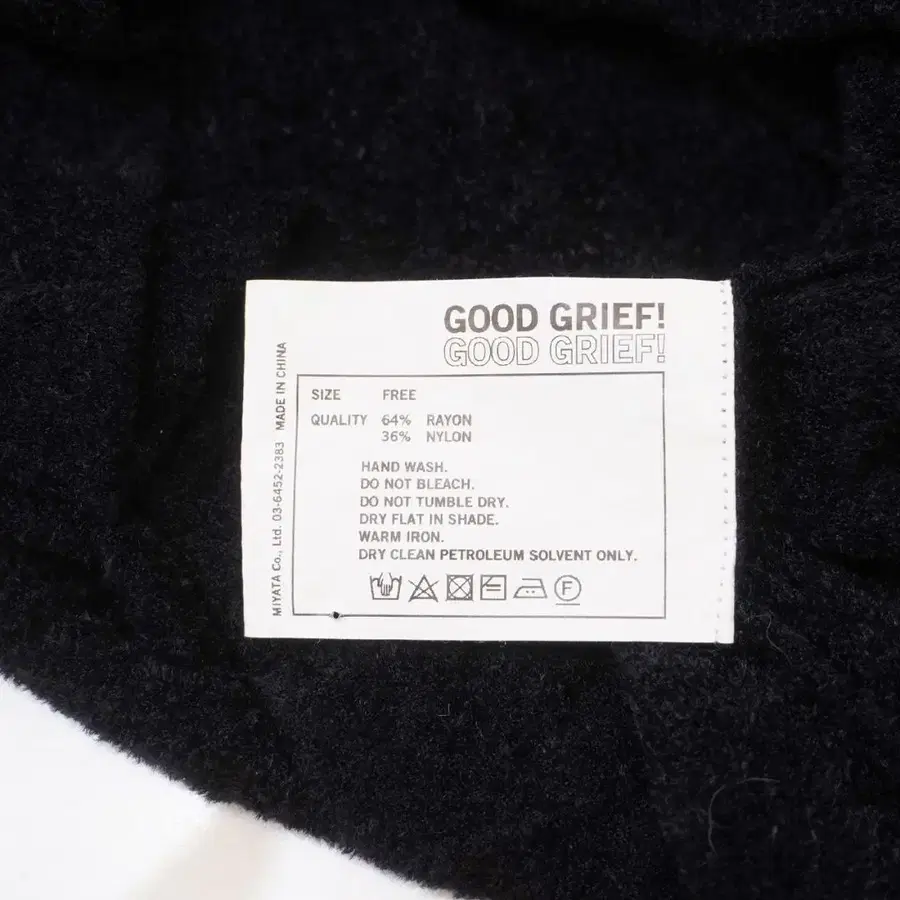 GOOD GRIEF!
GOOD GRIEF!
SIZE FREE
QUALITY 64% RAYON
36% NYLON
HAND WASH.
DO NOT BLEACH.
DO NOT TUMBLE DRY.
DRY FLAT IN SHADE.
WARM IRON.
DRY CLEAN PETROLEUM SOLVENT ONLY.
F
MIYATA Co., Ltd. 03-6452-2383 MADE IN CHINA